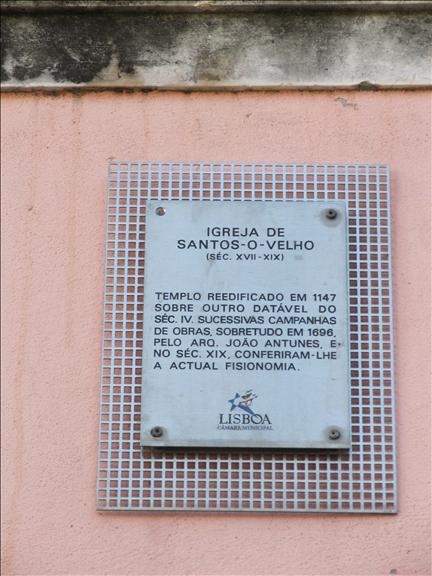 IGREJA DE
SANTOS-O-VELHO
(SÉC. XVII-XIX)
TEMPLO REEDIFICADO EM 1147
SOBRE OUTRO DATÁVEL DO
SÉC. IV. SUCESSIVAS CAMPANHAS
DE OBRAS, SOBRETUDO EM 1696,
PELO ARQ. JOÃO ANTUNES, E
NO SÉC. XIX, CONFERIRAM-LHE
A ACTUAL FISIONOMIA.
LISBOA
CÂMARA MUNICIPAL